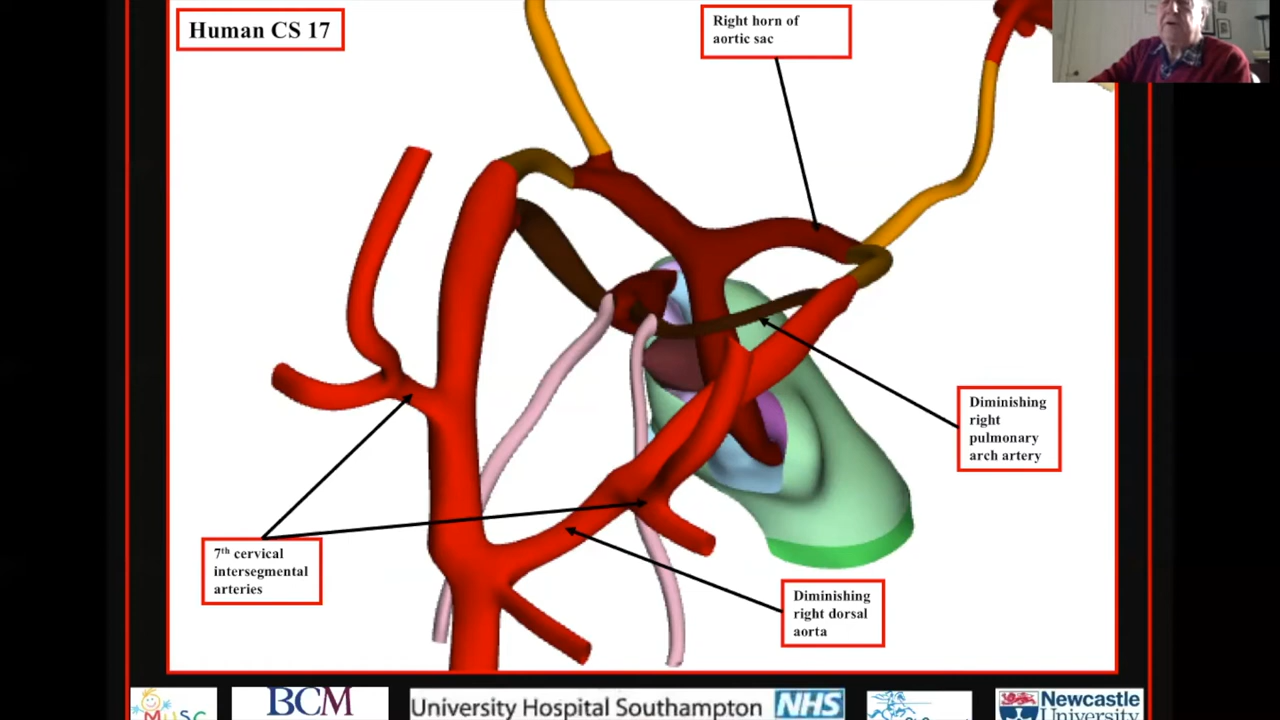 Human CS 17
Right horn of
aortic sac
Diminishing
right
pulmonary
arch artery
7th cervical
intersegmental
arteries
Diminishing
right dorsal
aorta
MUSC
BCM
University Hospital Southampton
NHS
Newcastle
University